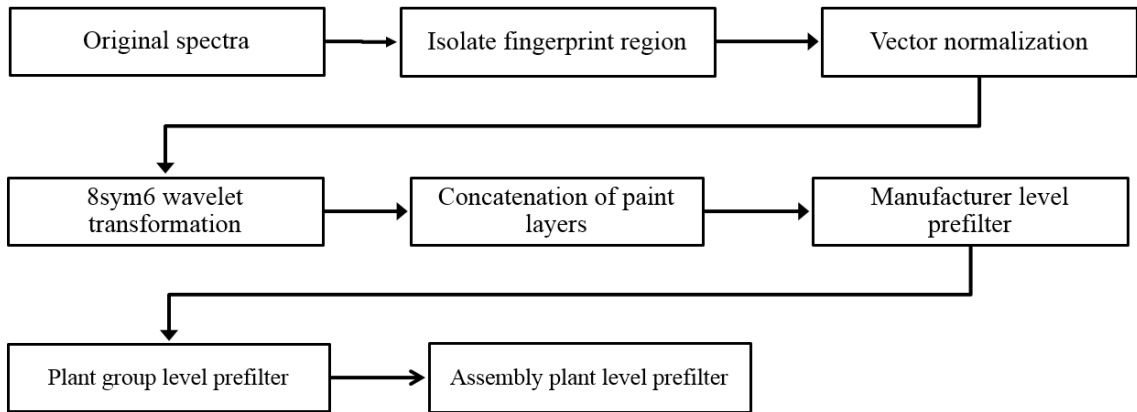 Original spectra
Isolate fingerprint region
Vector normalization
8sym6 wavelet
transformation
Concatenation of paint
layers
Manufacturer level
prefilter
Plant group level prefilter
Assembly plant level prefilter